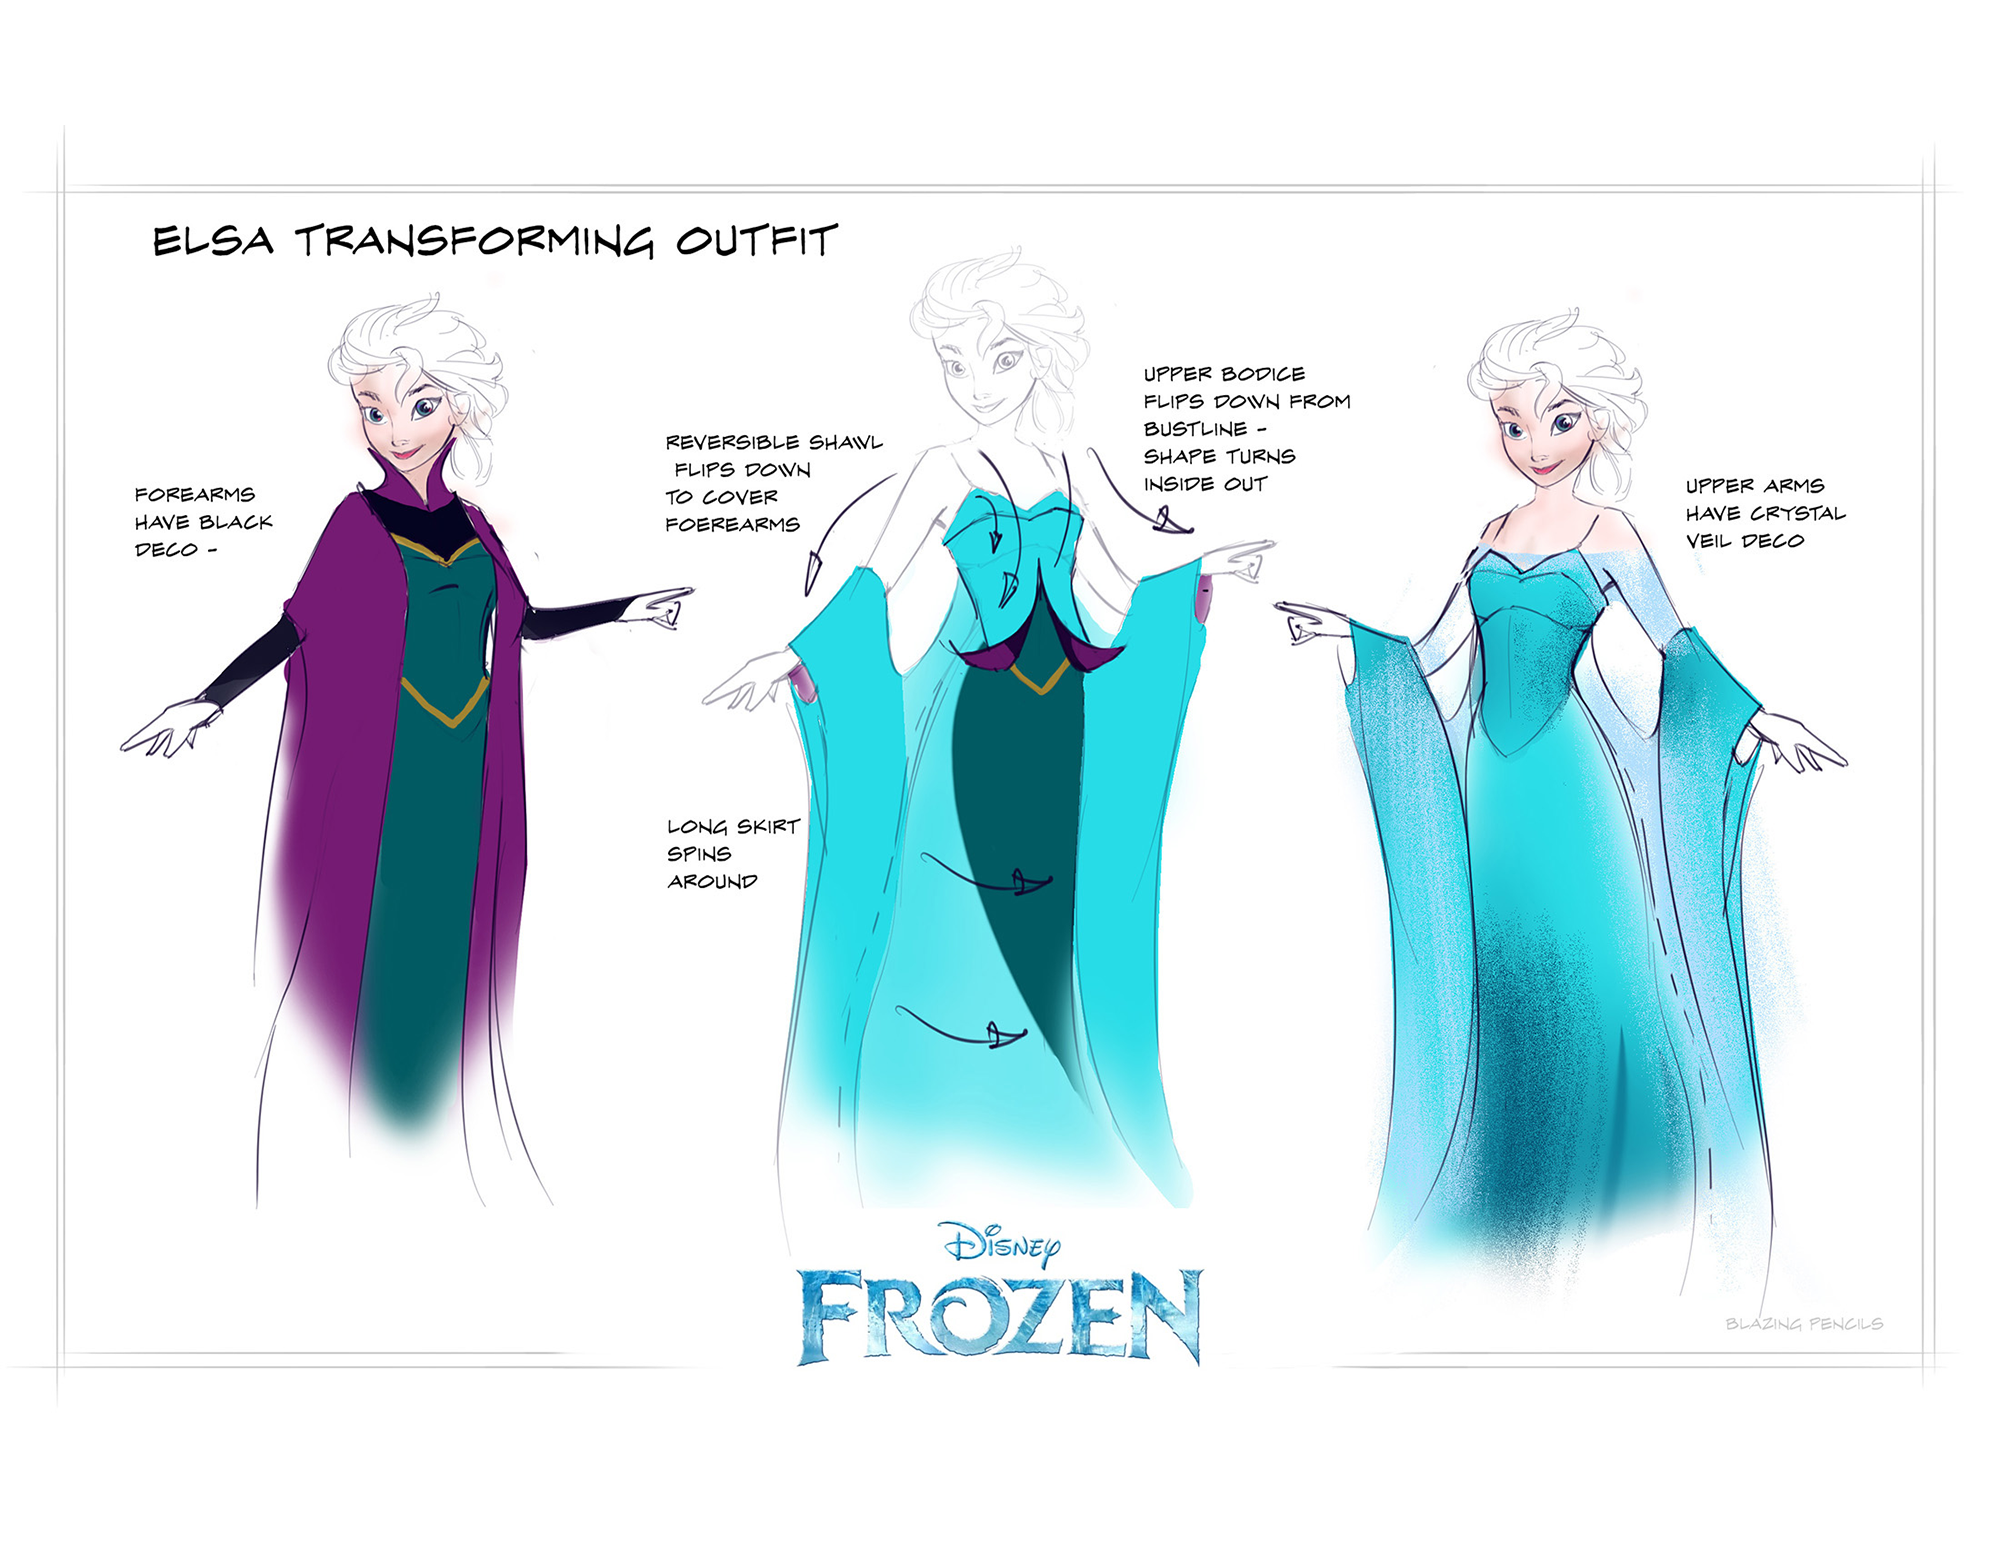 ELSA TRANSFORMING OUTFIT
FOREARMS
HAVE BLACK
DECO -
REVERSIBLE SHAWL
FLIPS DOWN
TO COVER
FOEREARMS
UPPER BODICE
FLIPS DOWN FROM
BUSTLINE -
SHAPE TURNS
INSIDE OUT
UPPER ARMS
HAVE CRYSTAL
VEIL DECO
LONG SKIRT
SPINS
AROUND
DISNEY
FROZEN
BLAZING PENCILS